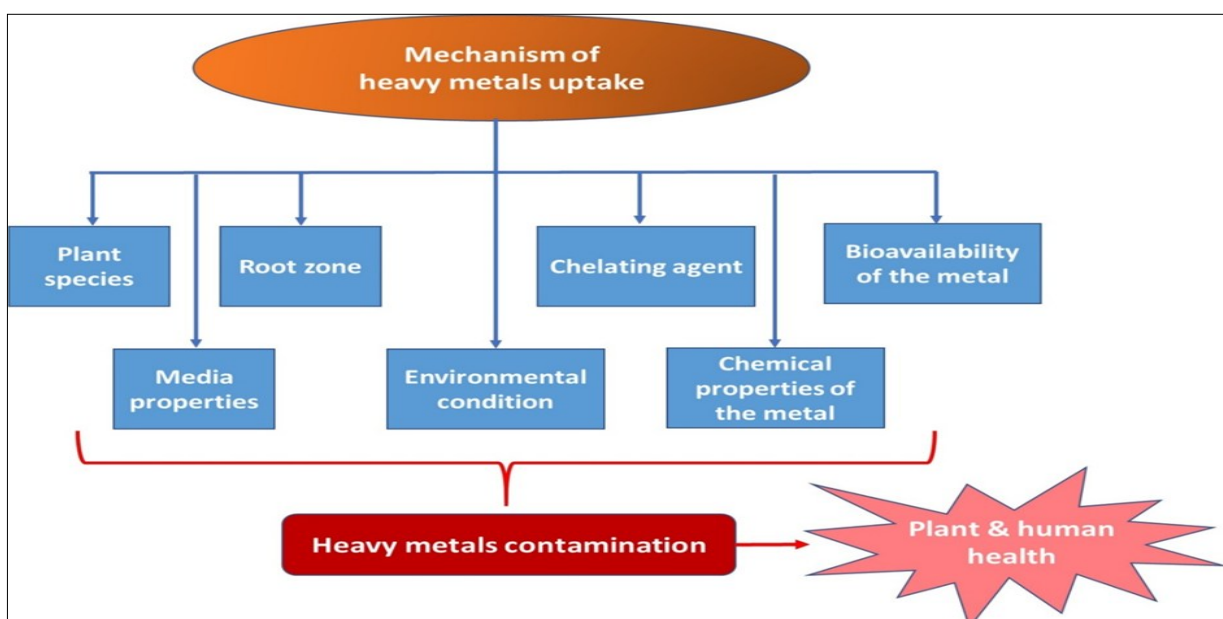 Mechanism of
heavy metals uptake
Plant
species
Root zone
Chelating agent
Bioavailability
of the metal
Media
properties
Environmental
condition
Chemical
properties of
the metal
Heavy metals contamination
Plant & human
health